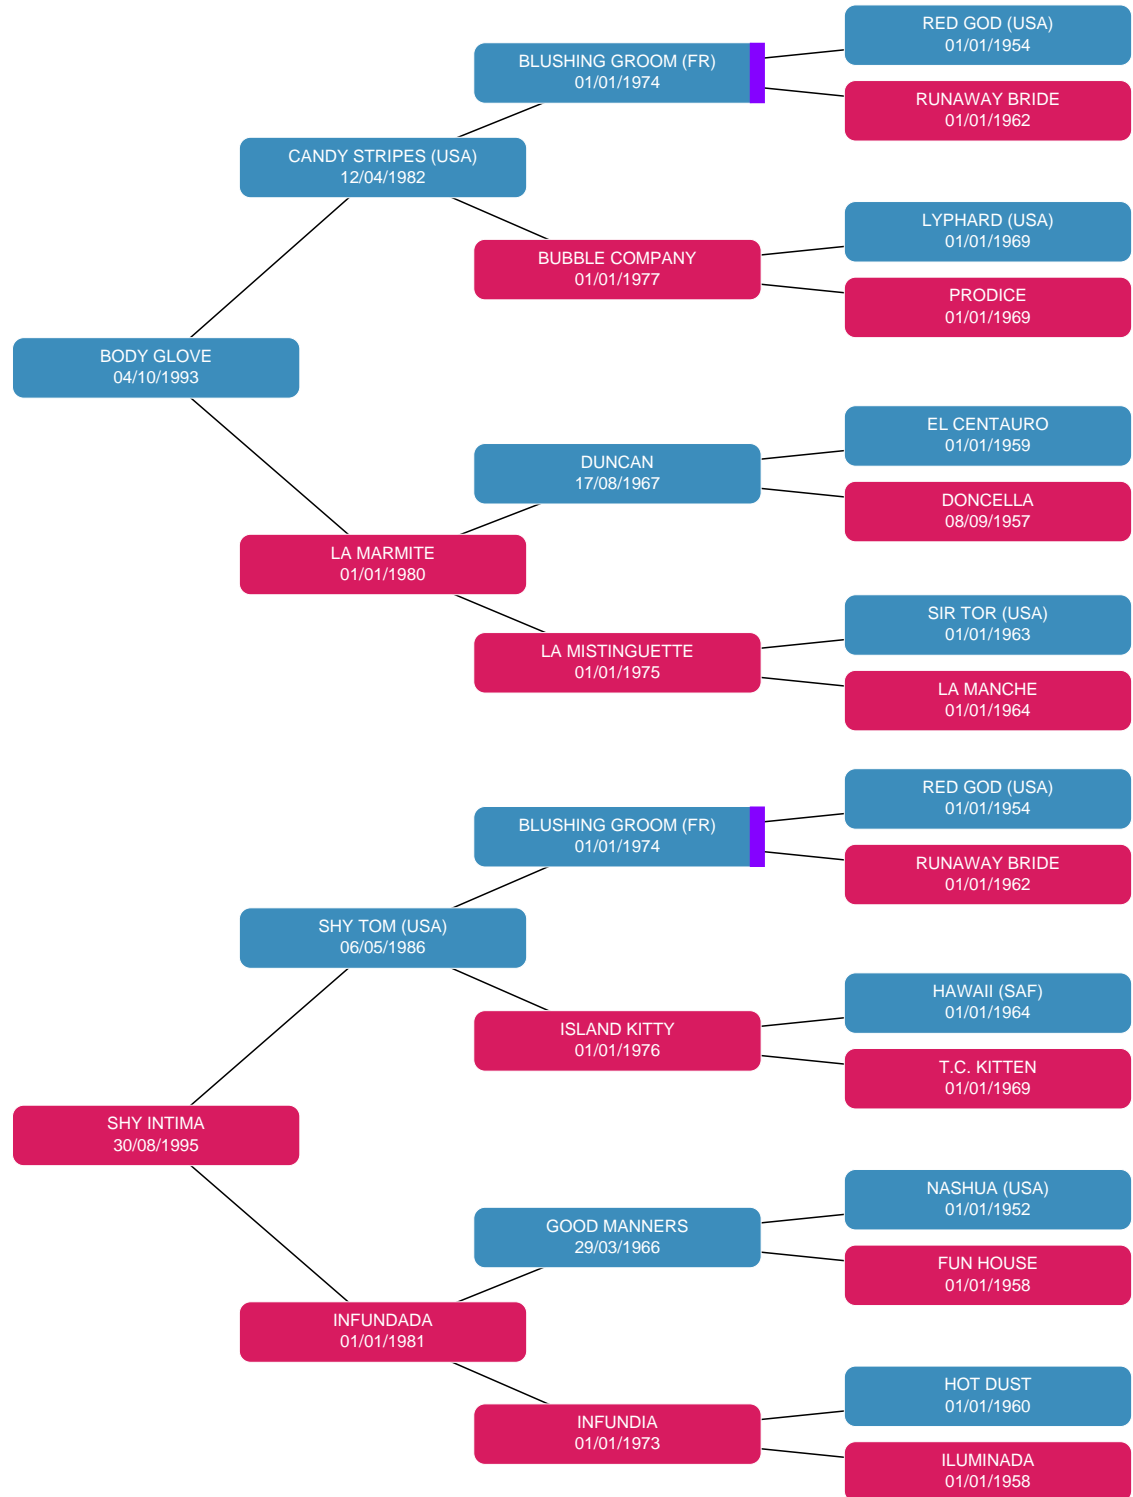 RED GOD (USA)
01/01/1954
BLUSHING GROOM (FR)
01/01/1974
RUNAWAY BRIDE
01/01/1962
CANDY STRIPES (USA)
12/04/1982
LYPHARD (USA)
01/01/1969
BUBBLE COMPANY
01/01/1977
PRODICE
01/01/1969
BODY GLOVE
04/10/1993
EL CENTAURO
01/01/1959
DUNCAN
17/08/1967
DONCELLA
08/09/1957
LA MARMITE
01/01/1980
SIR TOR (USA)
01/01/1963
LA MISTINGUETTE
01/01/1975
LA MANCHE
01/01/1964
RED GOD (USA)
01/01/1954
BLUSHING GROOM (FR)
01/01/1974
RUNAWAY BRIDE
01/01/1962
SHY TOM (USA)
06/05/1986
HAWAII (SAF)
01/01/1964
ISLAND KITTY
01/01/1976
T.C. KITTEN
01/01/1969
SHY INTIMA
30/08/1995
NASHUA (USA)
01/01/1952
GOOD MANNERS
29/03/1966
FUN HOUSE
01/01/1958
INFUNDADA
01/01/1981
HOT DUST
01/01/1960
INFUNDIA
01/01/1973
ILUMINADA
01/01/1958